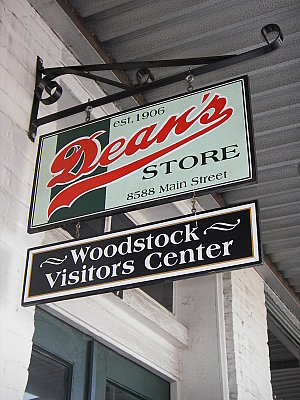 est. 1906
Dean's
STORE
8588 Main Street
~ Woodstock ~
Visitors Center